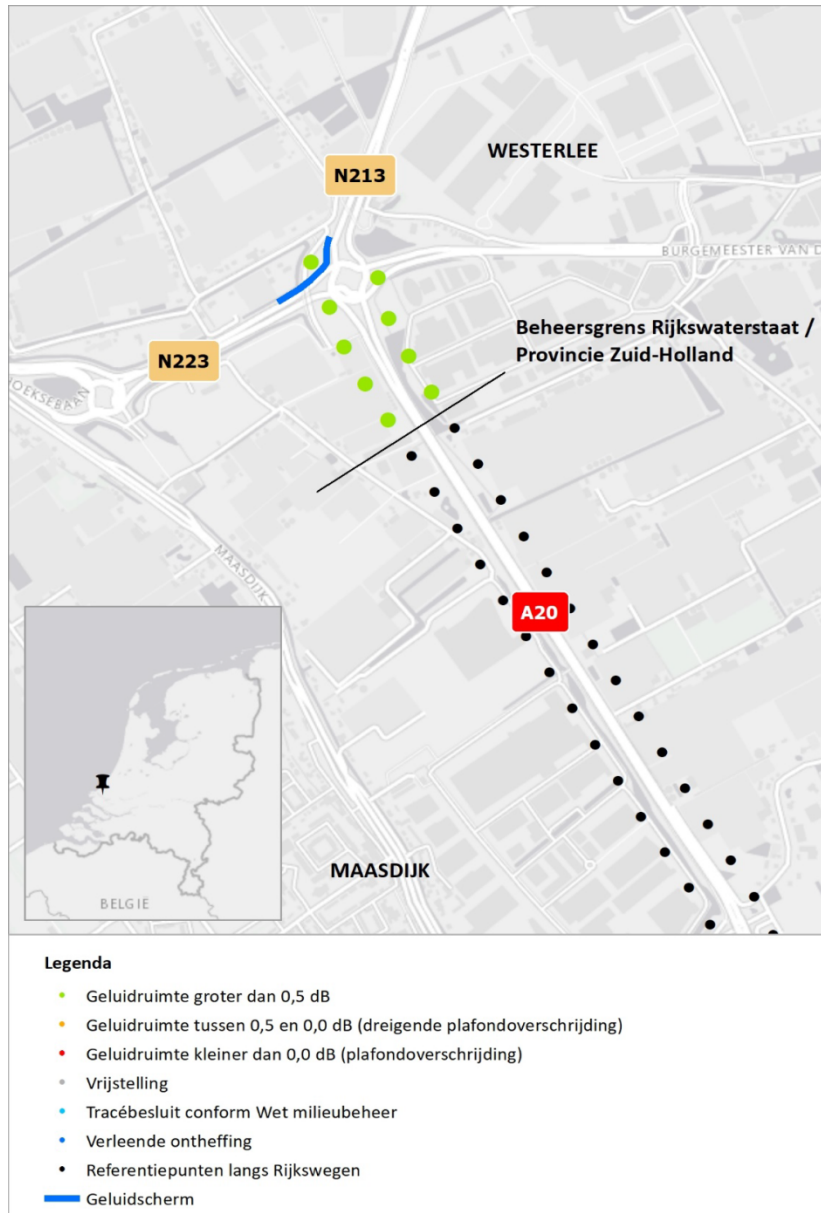 WESTERLEE
N213
BURGEMEESTER VAN D
Beheersgrens Rijkswaterstaat /
Provincie Zuid-Holland
N223
HOEKSEBAAN
MAASDIJK
A20
MAASDIJK
BELGIË
Legenda
Geluidruimte groter dan 0,5 dB
Geluidruimte tussen 0,5 en 0,0 dB (dreigende plafondoverschrijding)
Geluidruimte kleiner dan 0,0 dB (plafondoverschrijding)
Vrijstelling
Tracébesluit conform Wet milieubeheer
Verleende ontheffing
Referentiepunten langs Rijkswegen
Geluidscherm